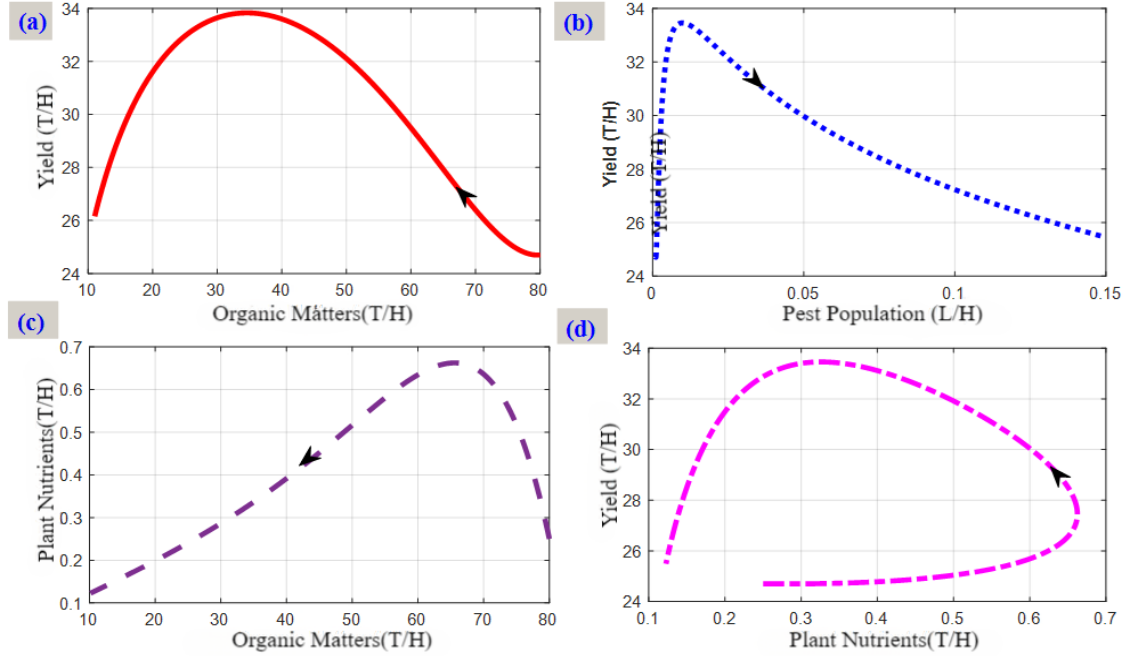 (a)
34
32
30
28
26
24
Yield (T/H)
10 20 30 40 50 60 70 80
Organic Matters(T/H)
(b)
34
32
30
28
26
24
Yield (T/H)
Yield (T/H)
0 0.05 0.1 0.15
Pest Population (L/H)
(c)
0.7
0.6
0.5
0.4
0.3
0.2
0.1
Plant Nutrients(T/H)
10 20 30 40 50 60 70 80
Organic Matters(T/H)
(d)
34
32
30
28
26
24
Yield (T/H)
0.1 0.2 0.3 0.4 0.5 0.6 0.7
Plant Nutrients(T/H)